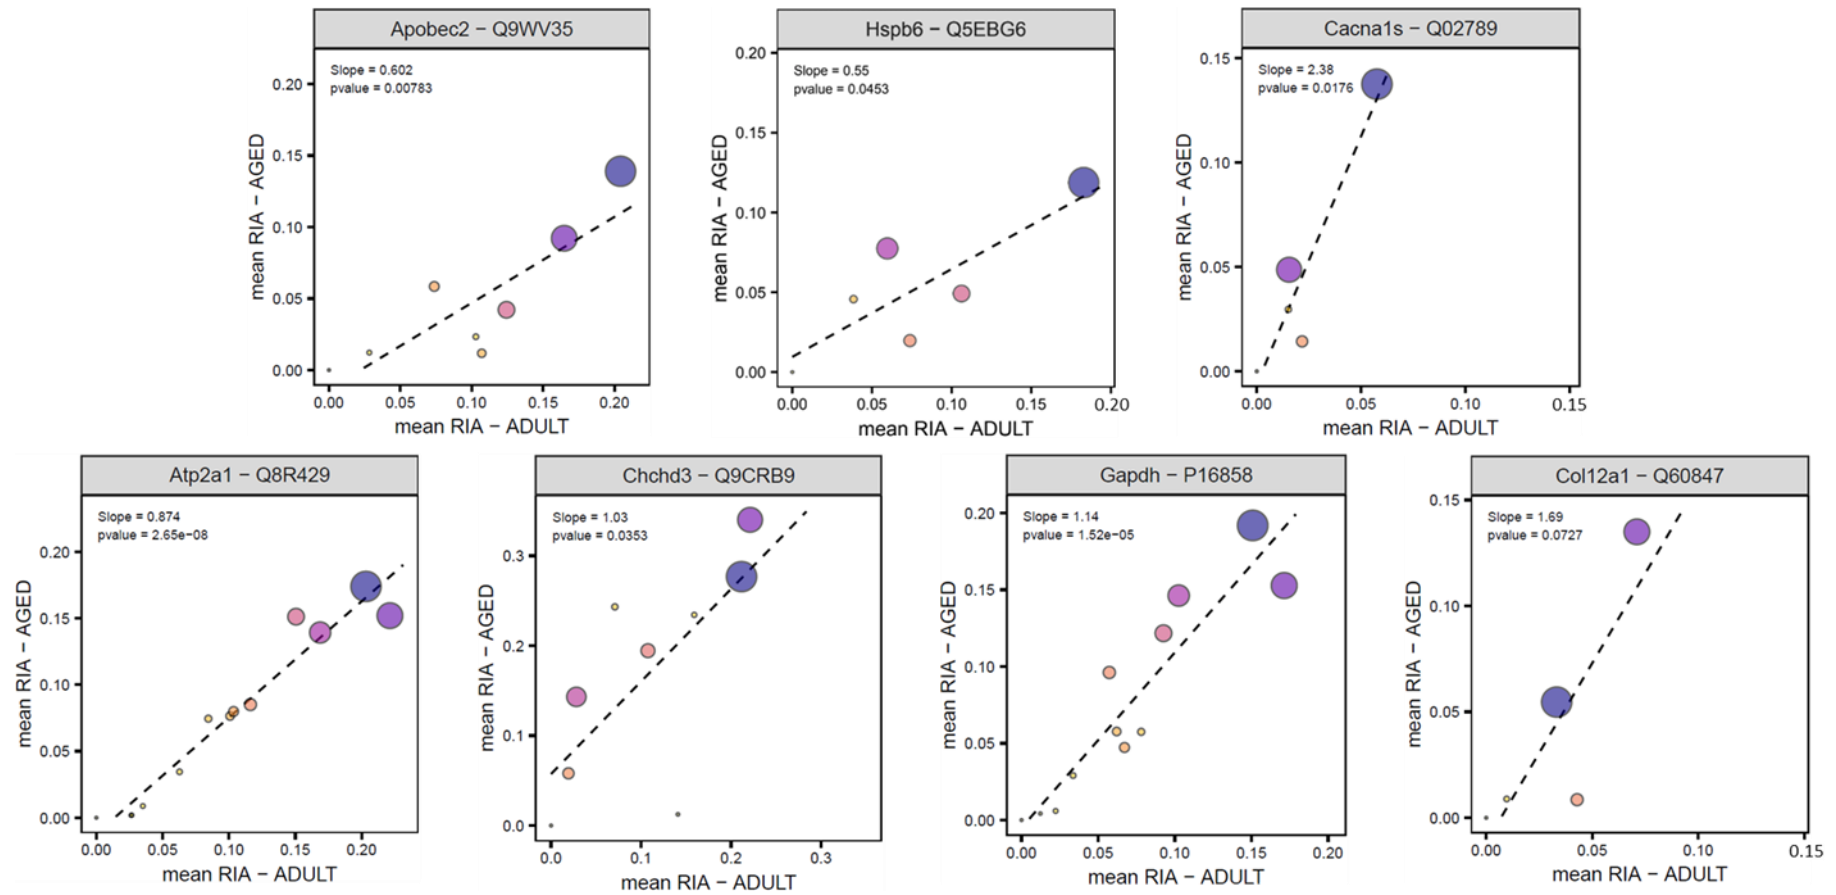 Apobec2 − Q9WV35
Slope = 0.602
pvalue = 0.00783
mean RIA − AGED
0.20
0.15
0.10
0.05
0.00
0.00 0.05 0.10 0.15 0.20
mean RIA − ADULT
Hspb6 − Q5EBG6
Slope = 0.55
pvalue = 0.0453
mean RIA − AGED
0.20
0.15
0.10
0.05
0.00
0.00 0.05 0.10 0.15 0.20
mean RIA − ADULT
Cacna1s − Q02789
Slope = 2.38
pvalue = 0.0176
mean RIA − AGED
0.15
0.10
0.05
0.00
0.00 0.05 0.10 0.15
mean RIA − ADULT
Atp2a1 − Q8R429
Slope = 0.874
pvalue = 2.65e−08
mean RIA − AGED
0.20
0.15
0.10
0.05
0.00
0.00 0.05 0.10 0.15 0.20
mean RIA − ADULT
Chchd3 − Q9CRB9
Slope = 1.03
pvalue = 0.0353
mean RIA − AGED
0.3
0.2
0.1
0.0
0.0 0.1 0.2 0.3
mean RIA − ADULT
Gapdh − P16858
Slope = 1.14
pvalue = 1.52e−05
mean RIA − AGED
0.20
0.15
0.10
0.05
0.00
0.00 0.05 0.10 0.15 0.20
mean RIA − ADULT
Col12a1 − Q60847
Slope = 1.69
pvalue = 0.0727
mean RIA − AGED
0.15
0.10
0.05
0.00
0.00 0.05 0.10 0.15
mean RIA − ADULT